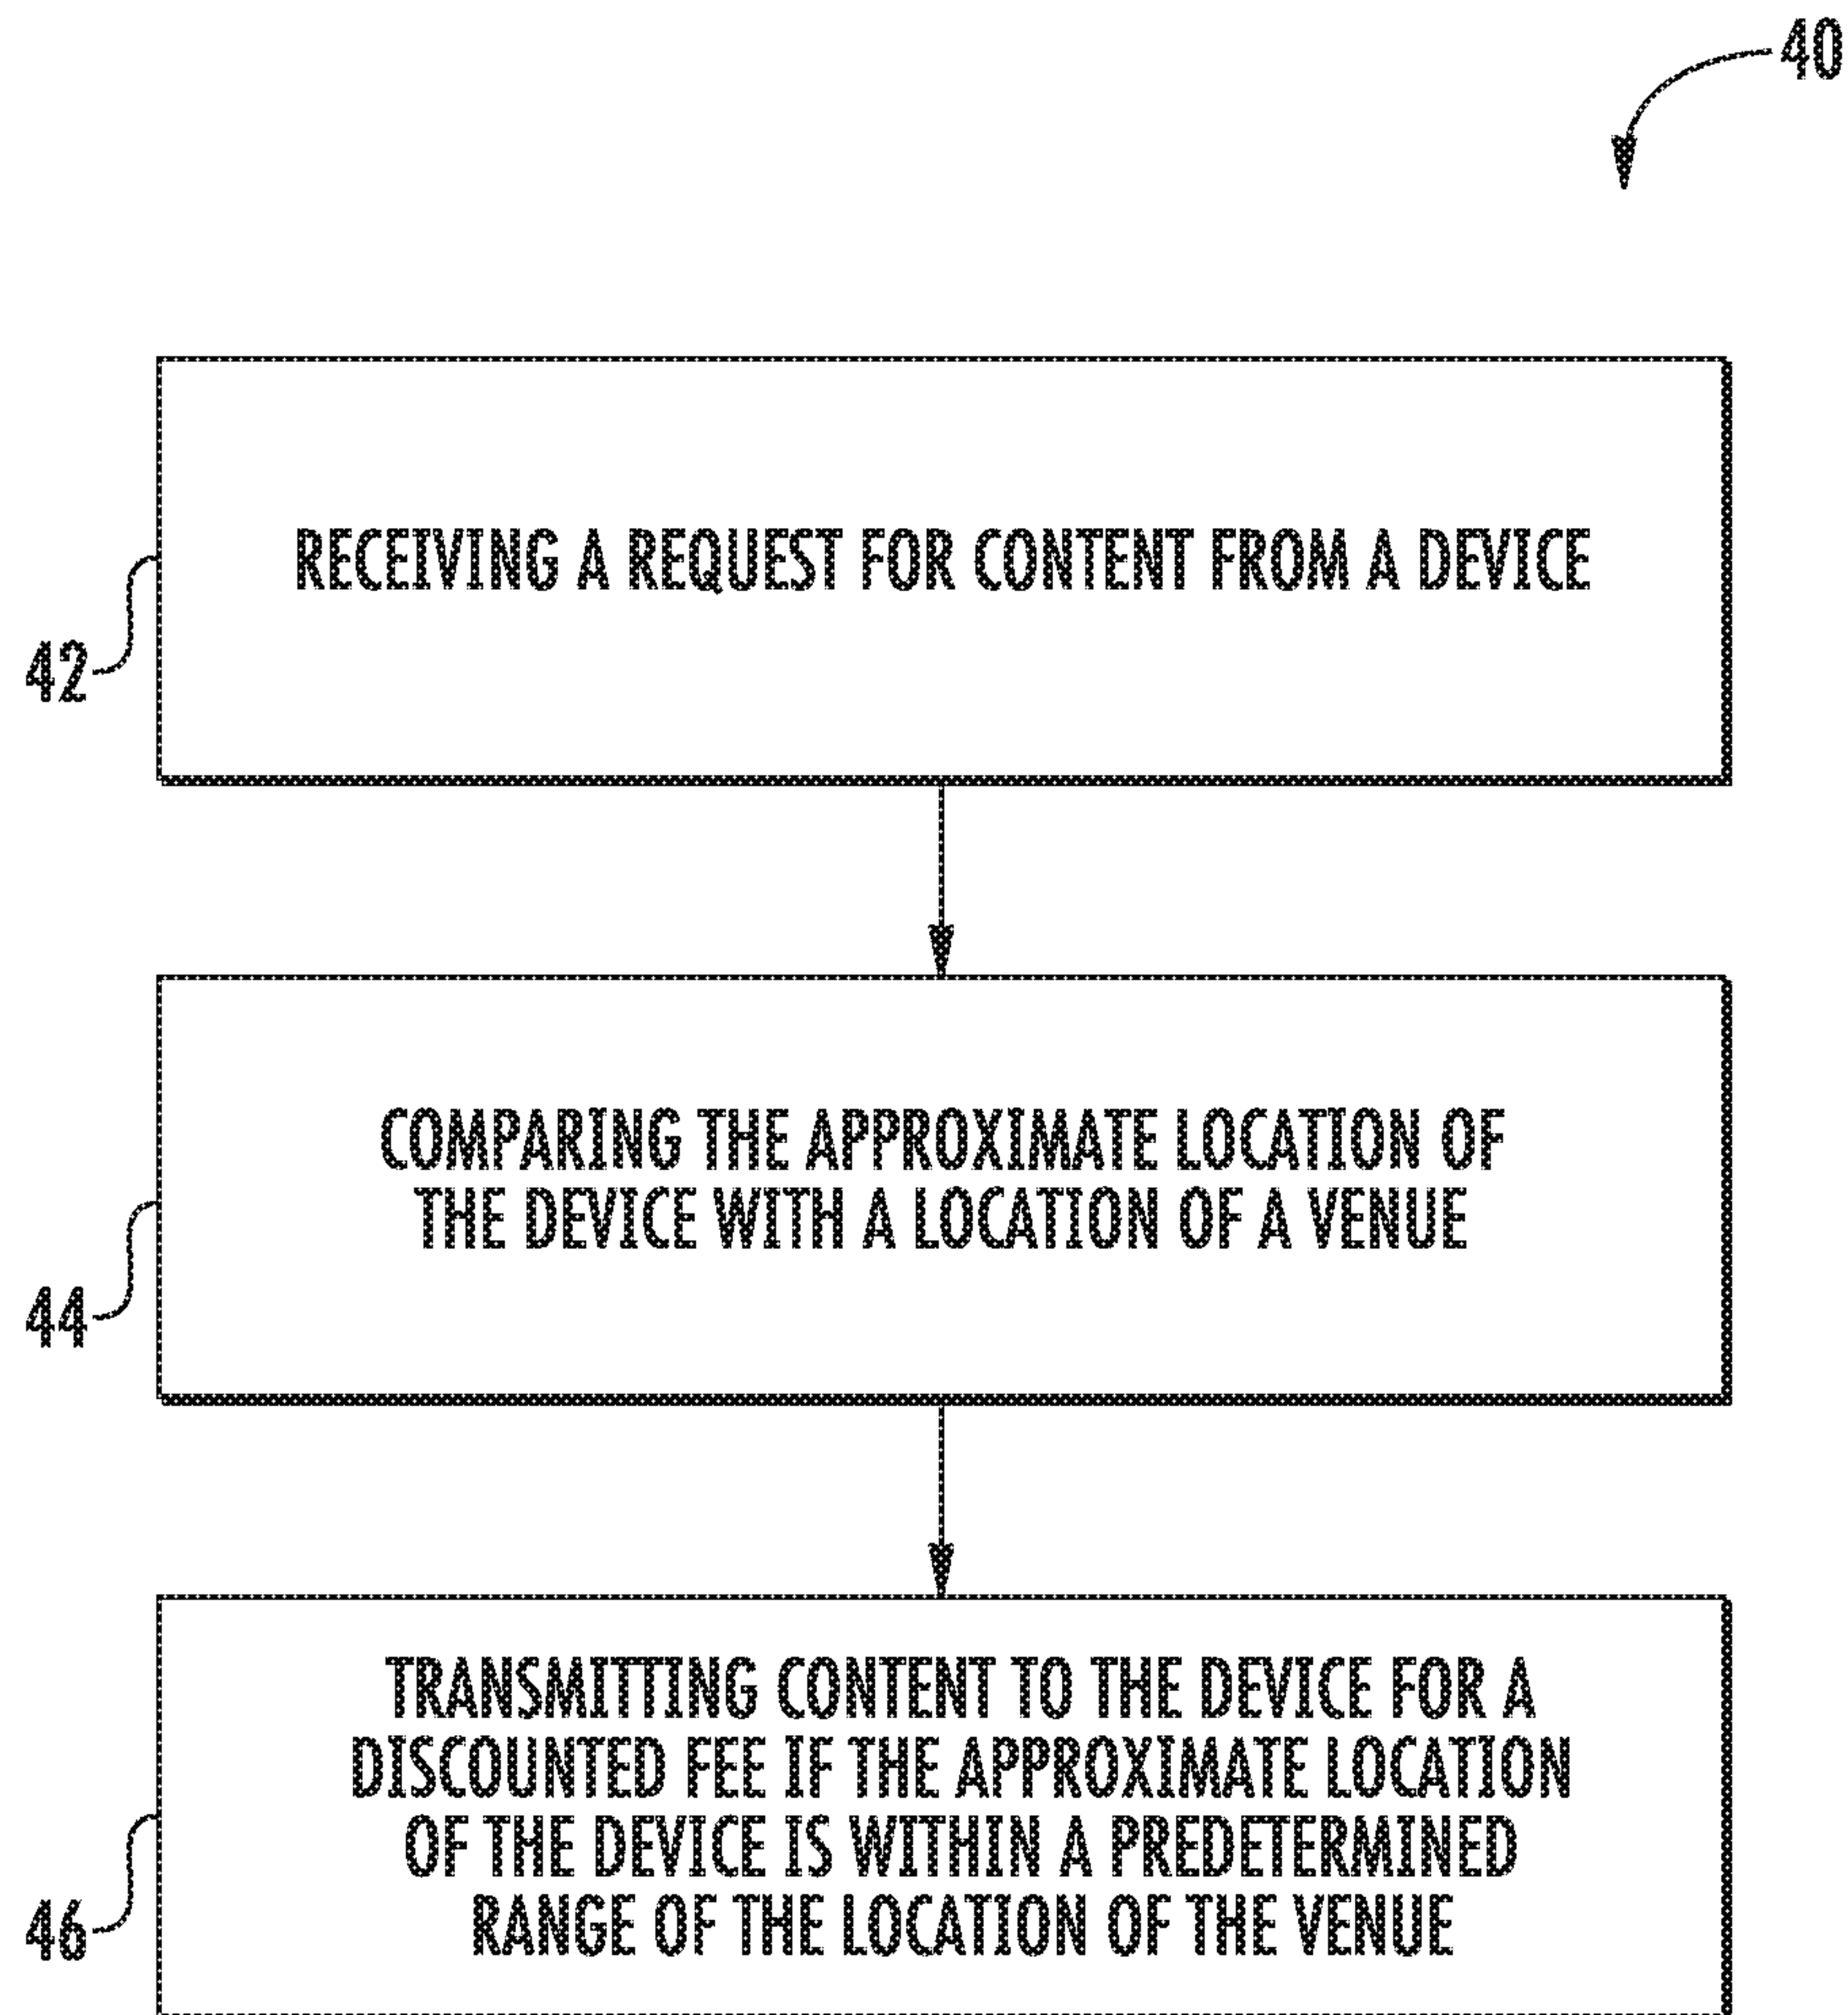 40
RECEIVING A REQUEST FOR CONTENT FROM A DEVICE
42
COMPARING THE APPROXIMATE LOCATION OF
THE DEVICE WITH A LOCATION OF A VENUE
44
TRANSMITTING CONTENT TO THE DEVICE FOR A
DISCOUNTED FEE IF THE APPROXIMATE LOCATION
OF THE DEVICE IS WITHIN A PREDETERMINED
RANGE OF THE LOCATION OF THE VENUE
46